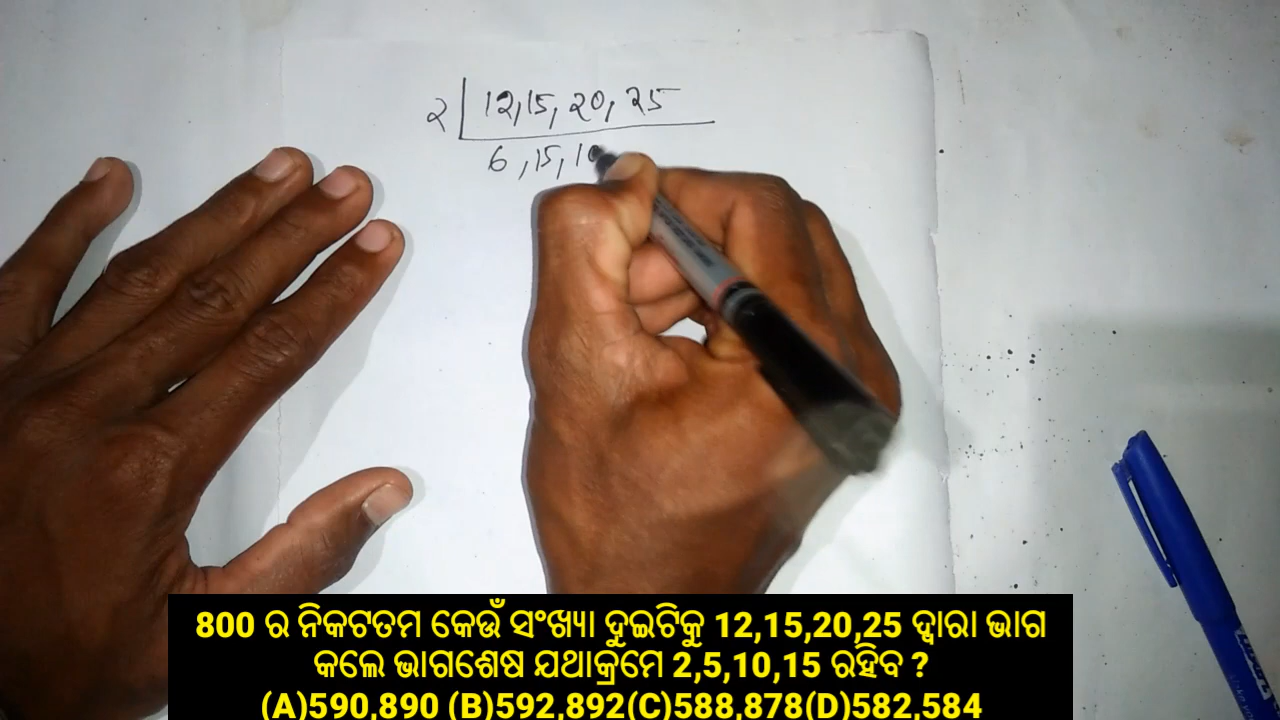 2 | 12,15, 20, 25
6 ,15, 10
800 ର ନିକଟତମ କେଉଁ ସଂଖ୍ୟା ଦୁଇଟିକୁ 12,15,20,25 ଦ୍ୱାରା ଭାଗ
କଲେ ଭାଗଶେଷ ଯଥାକ୍ରମେ 2,5,10,15 ରହିବ ?
(A)590,890 (B)592,892(C)588,878(D)582,584